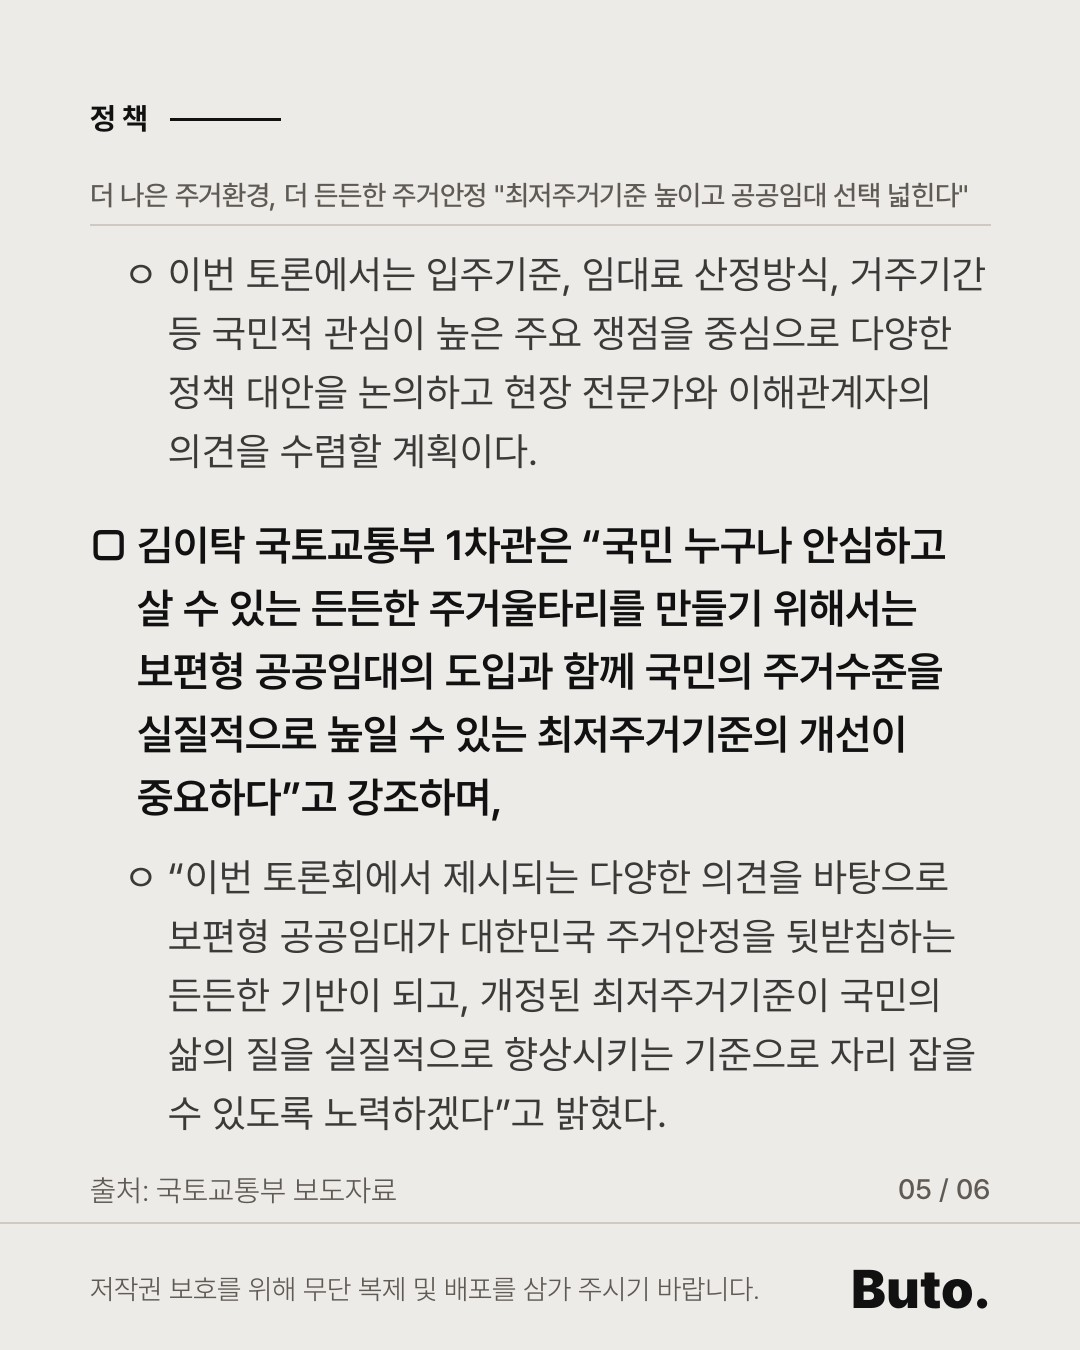 정책
더 나은 주거환경, 더 든든한 주거안정 "최저주거기준 높이고 공공임대 선택 넓힌다"
ㅇ 이번 토론에서는 입주기준, 임대료 산정방식, 거주기간
등 국민적 관심이 높은 주요 쟁점을 중심으로 다양한
정책 대안을 논의하고 현장 전문가와 이해관계자의
의견을 수렴할 계획이다.
□ 김이탁 국토교통부 1차관은 “국민 누구나 안심하고
살 수 있는 든든한 주거울타리를 만들기 위해서는
보편형 공공임대의 도입과 함께 국민의 주거수준을
실질적으로 높일 수 있는 최저주거기준의 개선이
중요하다”고 강조하며,
ㅇ “이번 토론회에서 제시되는 다양한 의견을 바탕으로
보편형 공공임대가 대한민국 주거안정을 뒷받침하는
든든한 기반이 되고, 개정된 최저주거기준이 국민의
삶의 질을 실질적으로 향상시키는 기준으로 자리 잡을
수 있도록 노력하겠다”고 밝혔다.
출처: 국토교통부 보도자료
05 / 06
저작권 보호를 위해 무단 복제 및 배포를 삼가 주시기 바랍니다.
Buto.